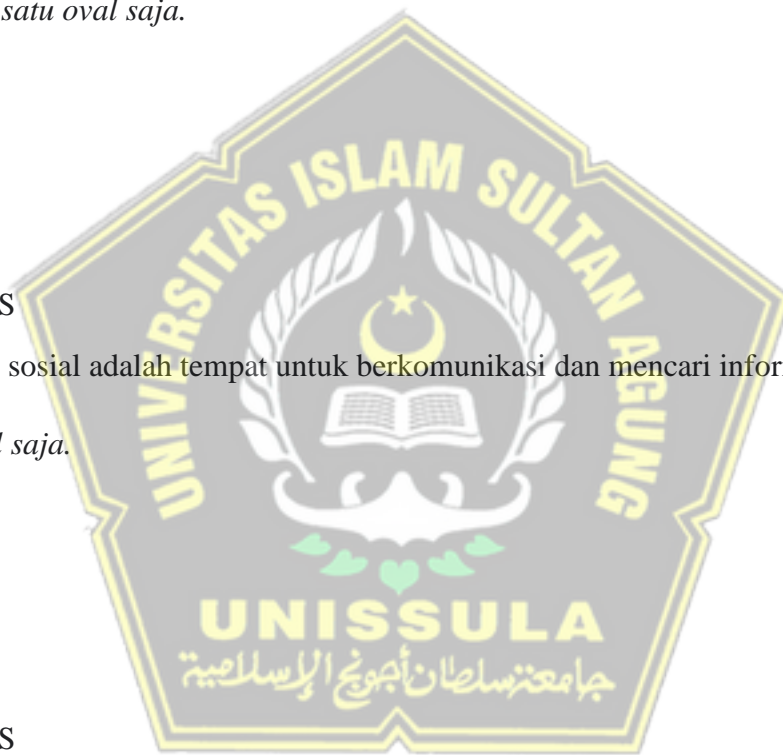 satu oval saja.
UNIVERSITAS ISLAM SULTAN AGUNG
S
sosial adalah tempat untuk berkomunikasi dan mencari infor
saja.
UNISSULA
جامعة سلطان أجونج الإسلامية
S